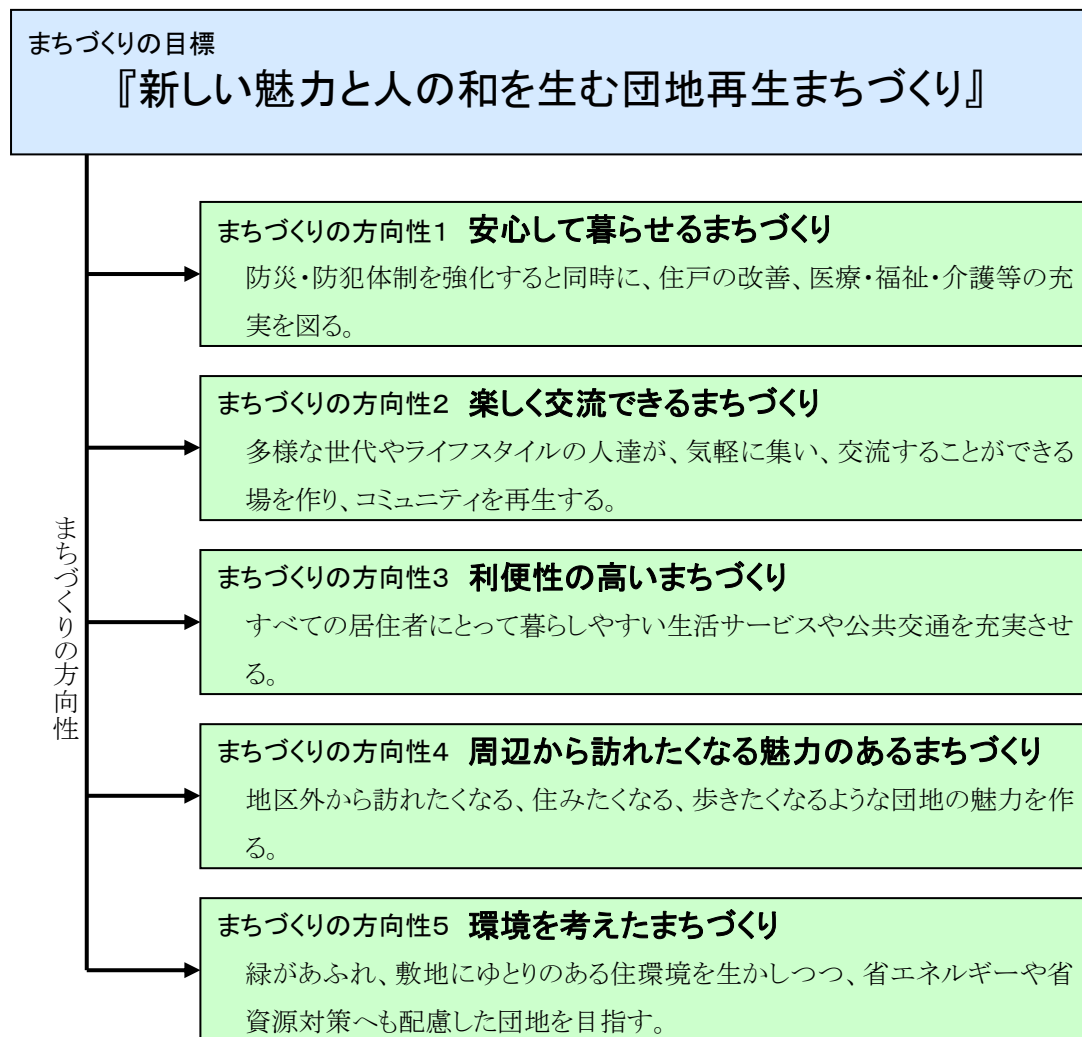 まちづくりの目標
『新しい魅力と人の和を生む団地再生まちづくり』
まちづくりの方向性
まちづくりの方向性1 安心して暮らせるまちづくり
防災・防犯体制を強化すると同時に、住戸の改善、医療・福祉・介護等の充
実を図る。
まちづくりの方向性2 楽しく交流できるまちづくり
多様な世代やライフスタイルの人達が、気軽に集い、交流することができる
場を作り、コミュニティを再生する。
まちづくりの方向性3 利便性の高いまちづくり
すべての居住者にとって暮らしやすい生活サービスや公共交通を充実させ
る。
まちづくりの方向性4 周辺から訪れたくなる魅力のあるまちづくり
地区外から訪れたくなる、住みたくなる、歩きたくなるような団地の魅力を作
る。
まちづくりの方向性5 環境を考えたまちづくり
緑があふれ、敷地にゆとりのある住環境を生かしつつ、省エネルギーや省
資源対策へも配慮した団地を目指す。